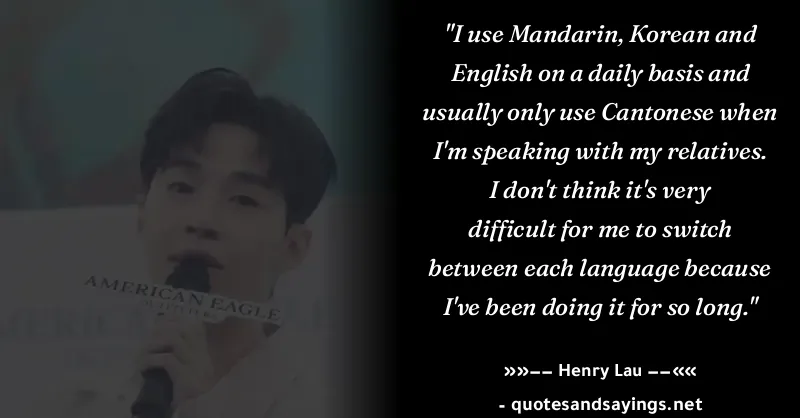 "I use Mandarin, Korean and
English on a daily basis and
usually only use Cantonese when
I'm speaking with my relatives.
I don't think it's very
difficult for me to switch
between each language because
I've been doing it for so long."
»»–– Henry Lau ––««
- quotesandsayings.net
AMERICAN EAGLE